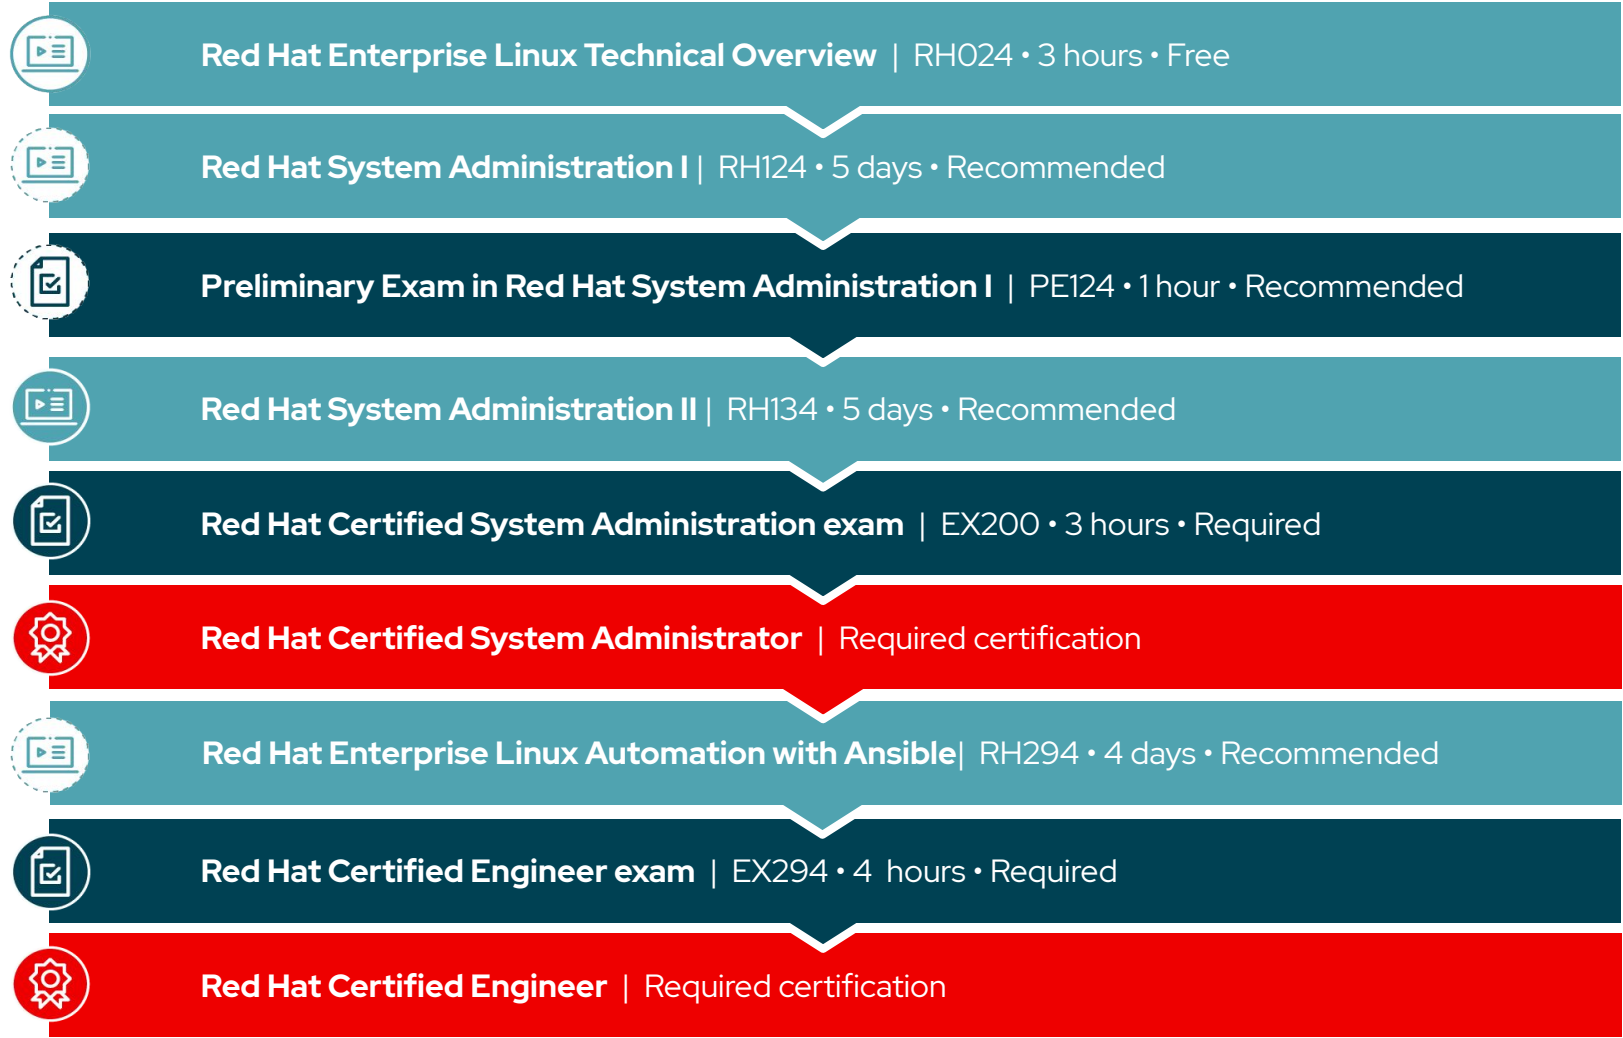 Red Hat Enterprise Linux Technical Overview | RH024 • 3 hours • Free
Red Hat System Administration I | RH124 • 5 days • Recommended
Preliminary Exam in Red Hat System Administration I | PE124 • 1 hour • Recommended
Red Hat System Administration II | RH134 • 5 days • Recommended
Red Hat Certified System Administration exam | EX200 • 3 hours • Required
Red Hat Certified System Administrator | Required certification
Red Hat Enterprise Linux Automation with Ansible| RH294 • 4 days • Recommended
Red Hat Certified Engineer exam | EX294 • 4 hours • Required
Red Hat Certified Engineer | Required certification